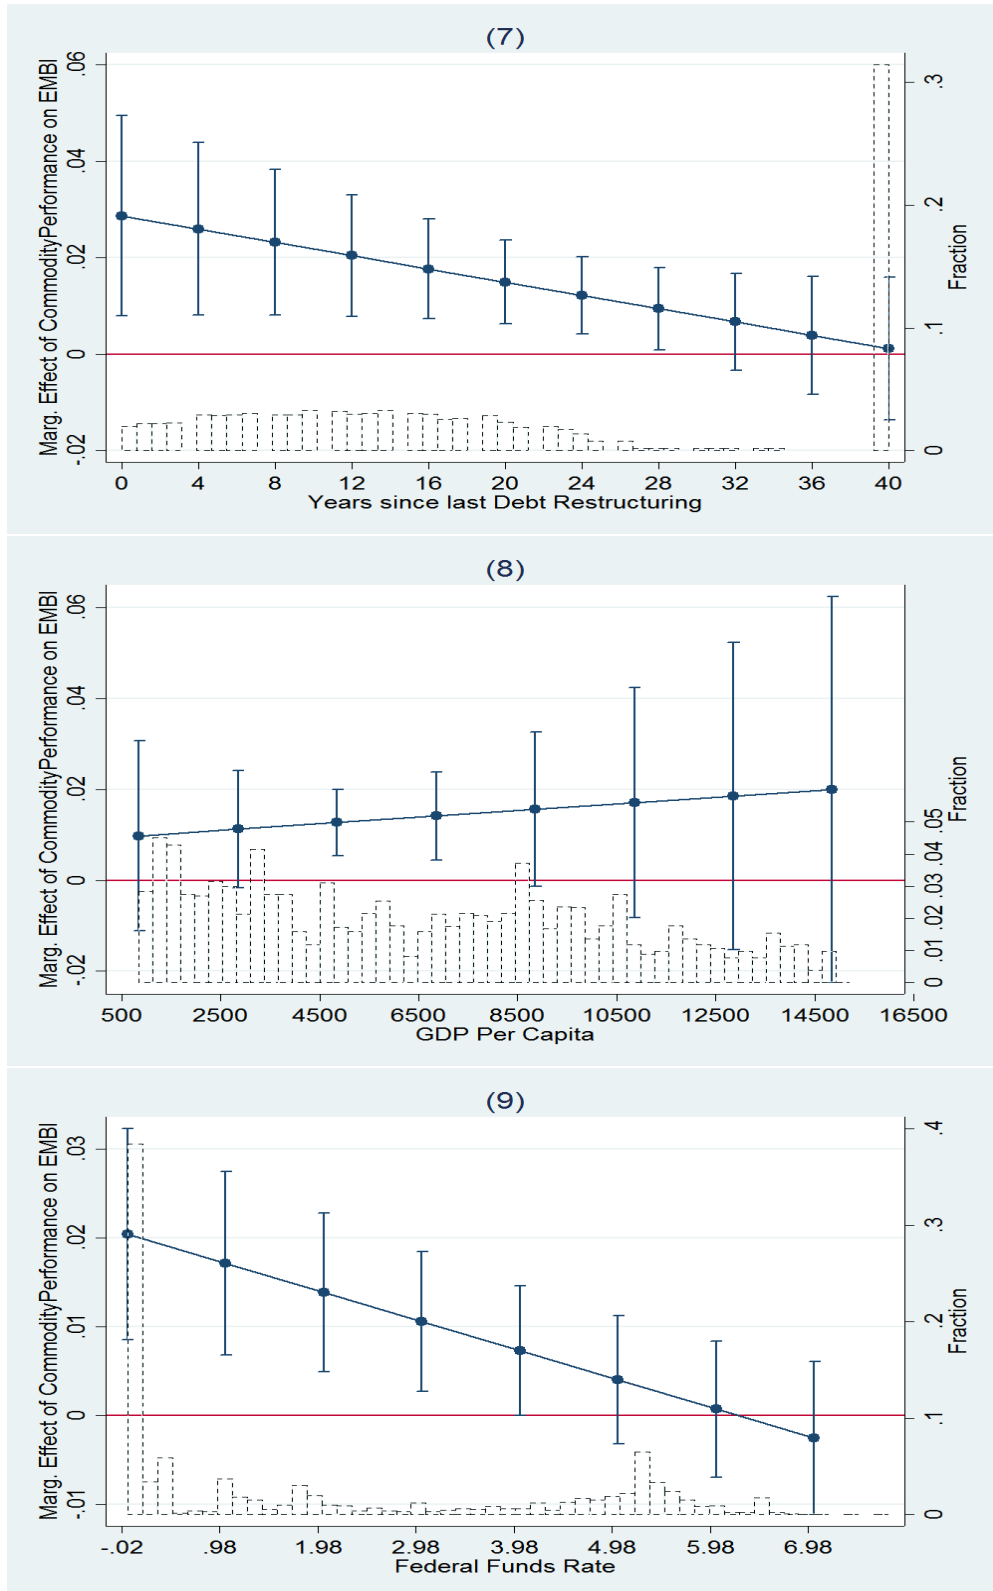 (7)
Marg. Effect of CommodityPerformance on EMBI
.06
.04
.02
0
-.02
.3
.2
.1
0
Fraction
0 4 8 12 16 20 24 28 32 36 40
Years since last Debt Restructuring
(8)
Marg. Effect of CommodityPerformance on EMBI
.06
.04
.02
0
-.02
.05
.04
.03
.02
.01
0
Fraction
500 2500 4500 6500 8500 10500 12500 14500 16500
GDP Per Capita
(9)
Marg. Effect of CommodityPerformance on EMBI
.03
.02
.01
0
-.01
.4
.3
.2
.1
0
Fraction
-.02 .98 1.98 2.98 3.98 4.98 5.98 6.98
Federal Funds Rate